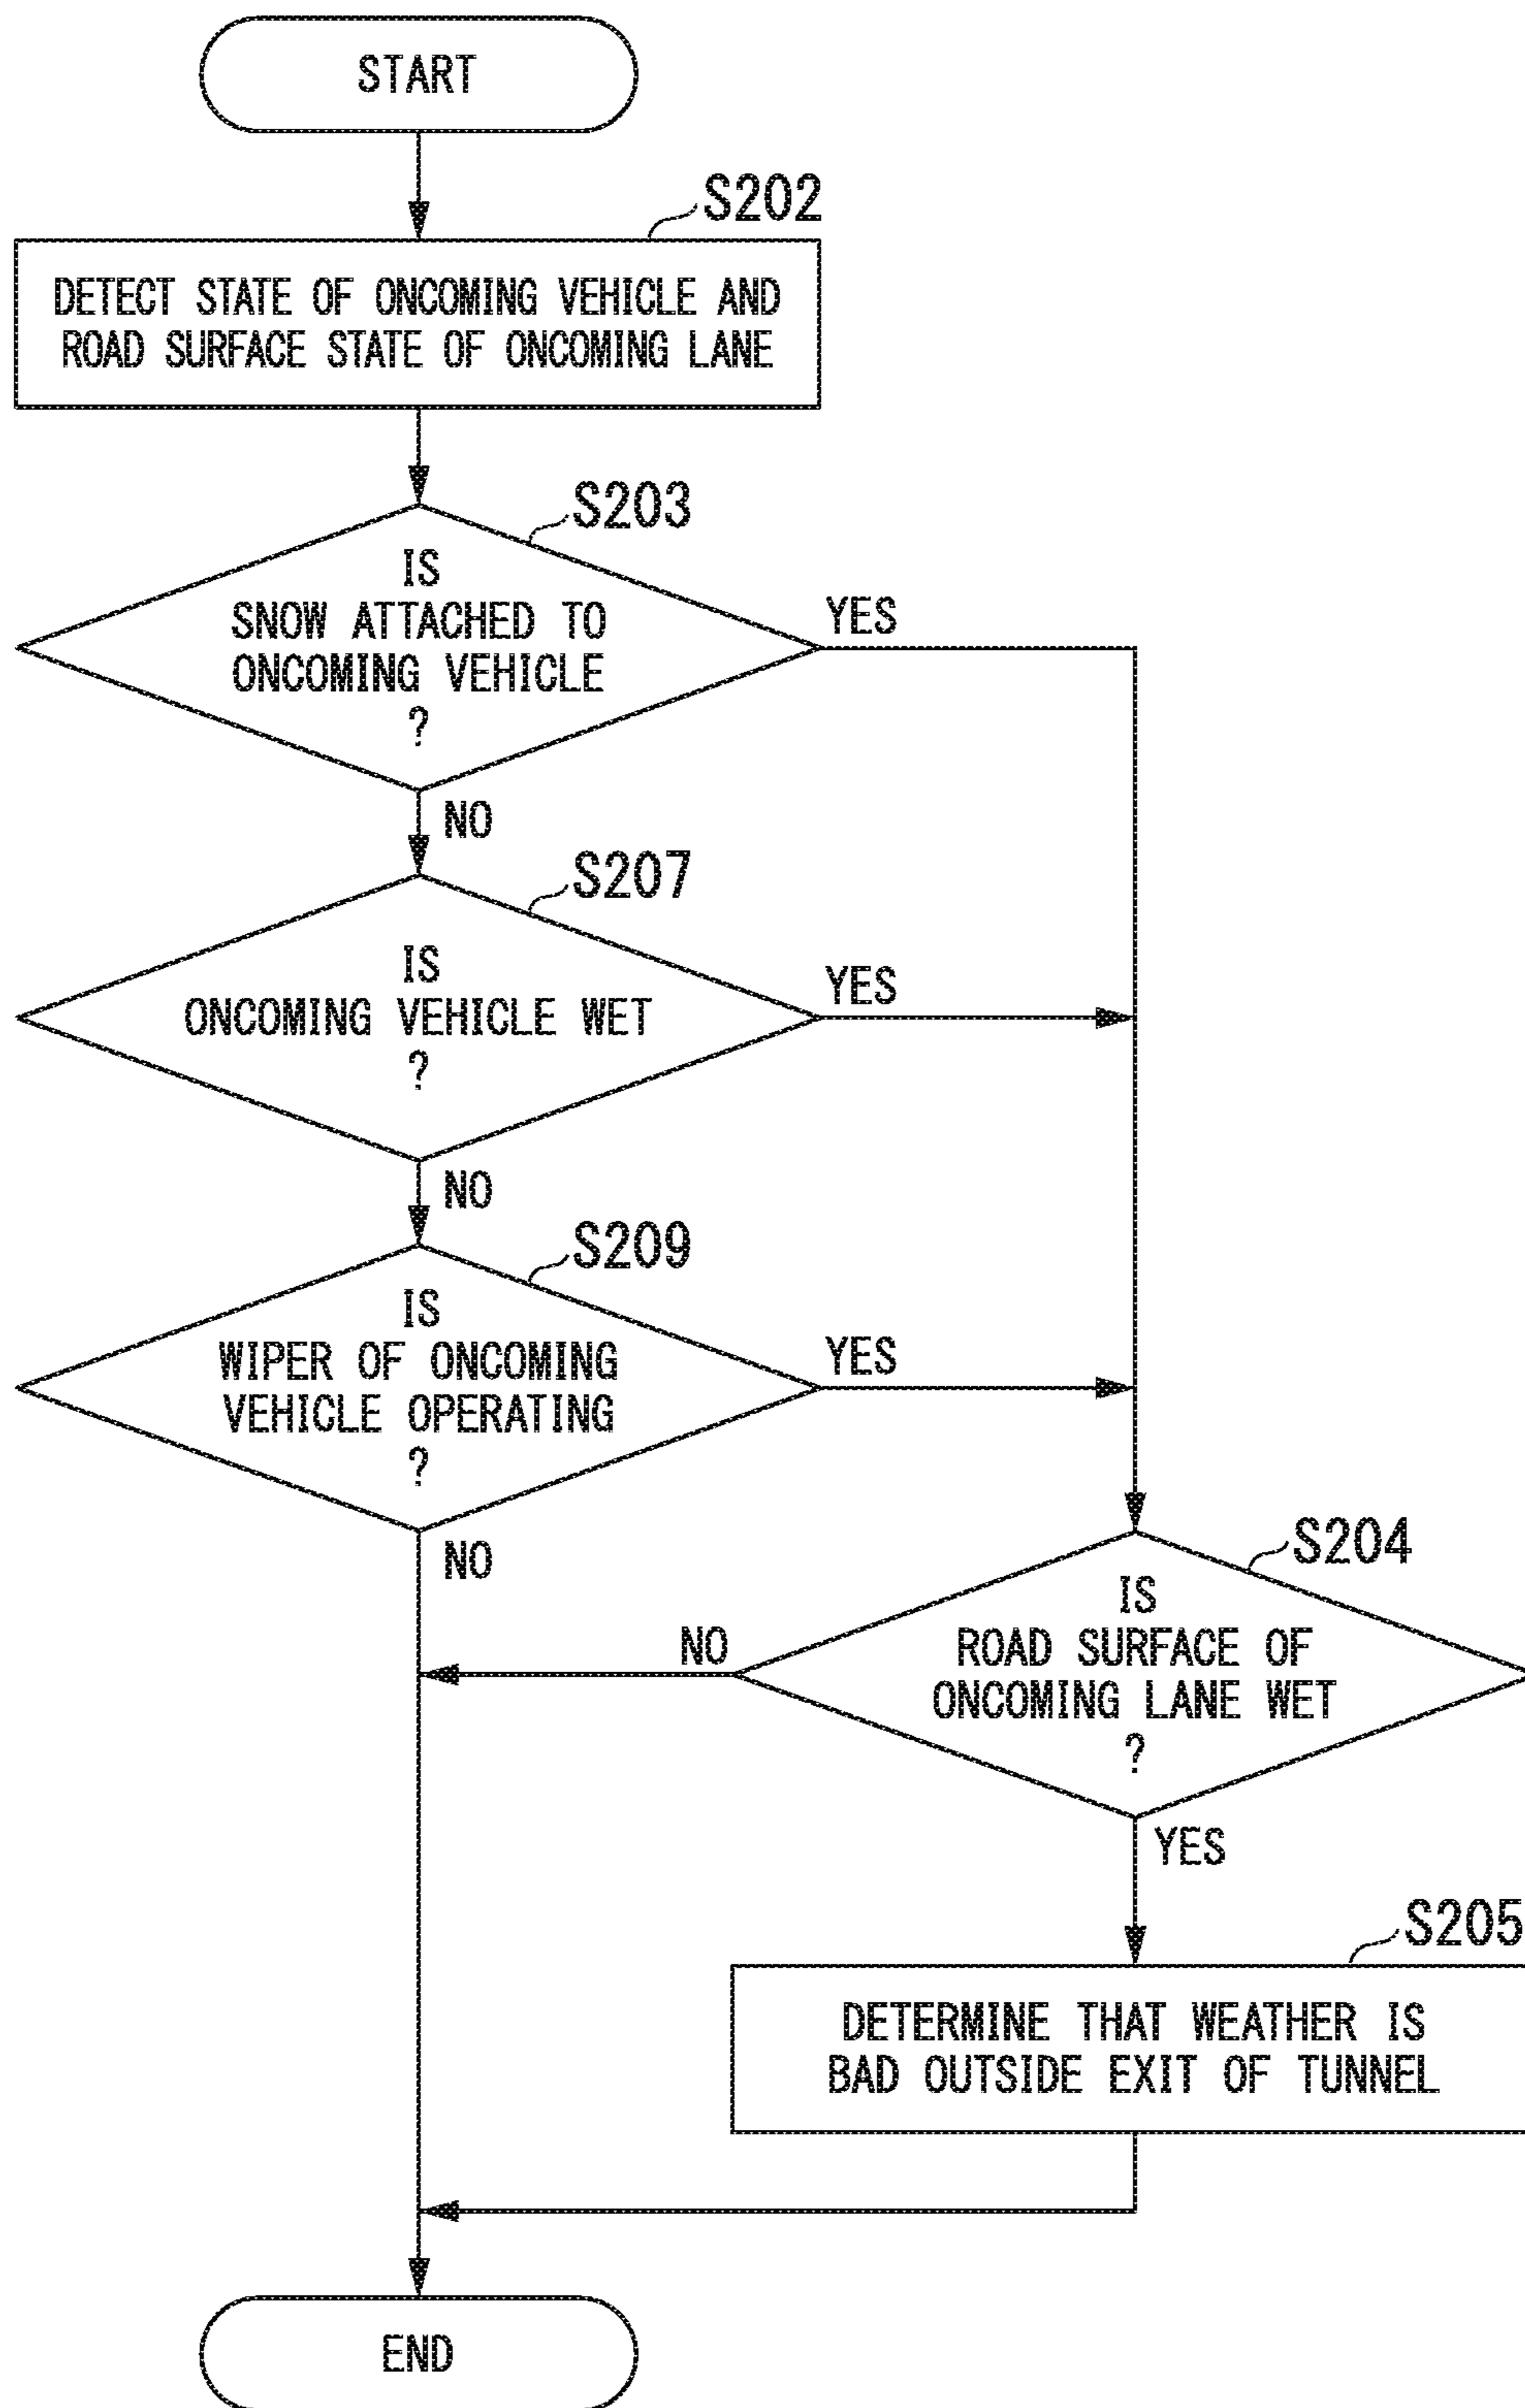 START
S202
DETECT STATE OF ONCOMING VEHICLE AND
ROAD SURFACE STATE OF ONCOMING LANE
S203
IS
SNOW ATTACHED TO
ONCOMING VEHICLE
?
YES
NO
S207
IS
ONCOMING VEHICLE WET
?
YES
NO
S209
IS
WIPER OF ONCOMING
VEHICLE OPERATING
?
YES
NO
S204
IS
ROAD SURFACE OF
ONCOMING LANE WET
?
NO
YES
S205
DETERMINE THAT WEATHER IS
BAD OUTSIDE EXIT OF TUNNEL
END